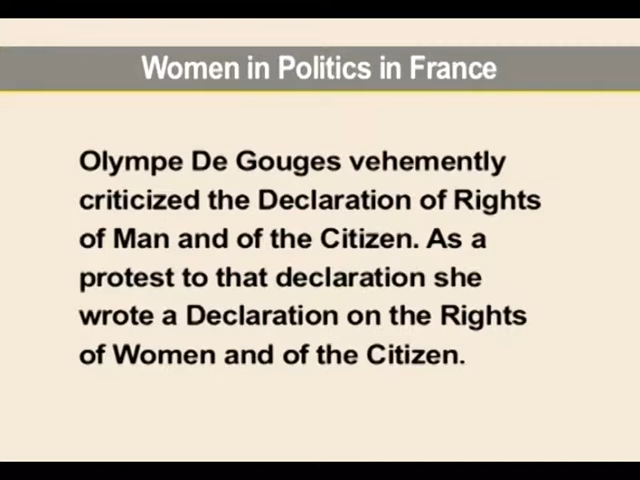 Women in Politics in France
Olympe De Gouges vehemently
criticized the Declaration of Rights
of Man and of the Citizen. As a
protest to that declaration she
wrote a Declaration on the Rights
of Women and of the Citizen.